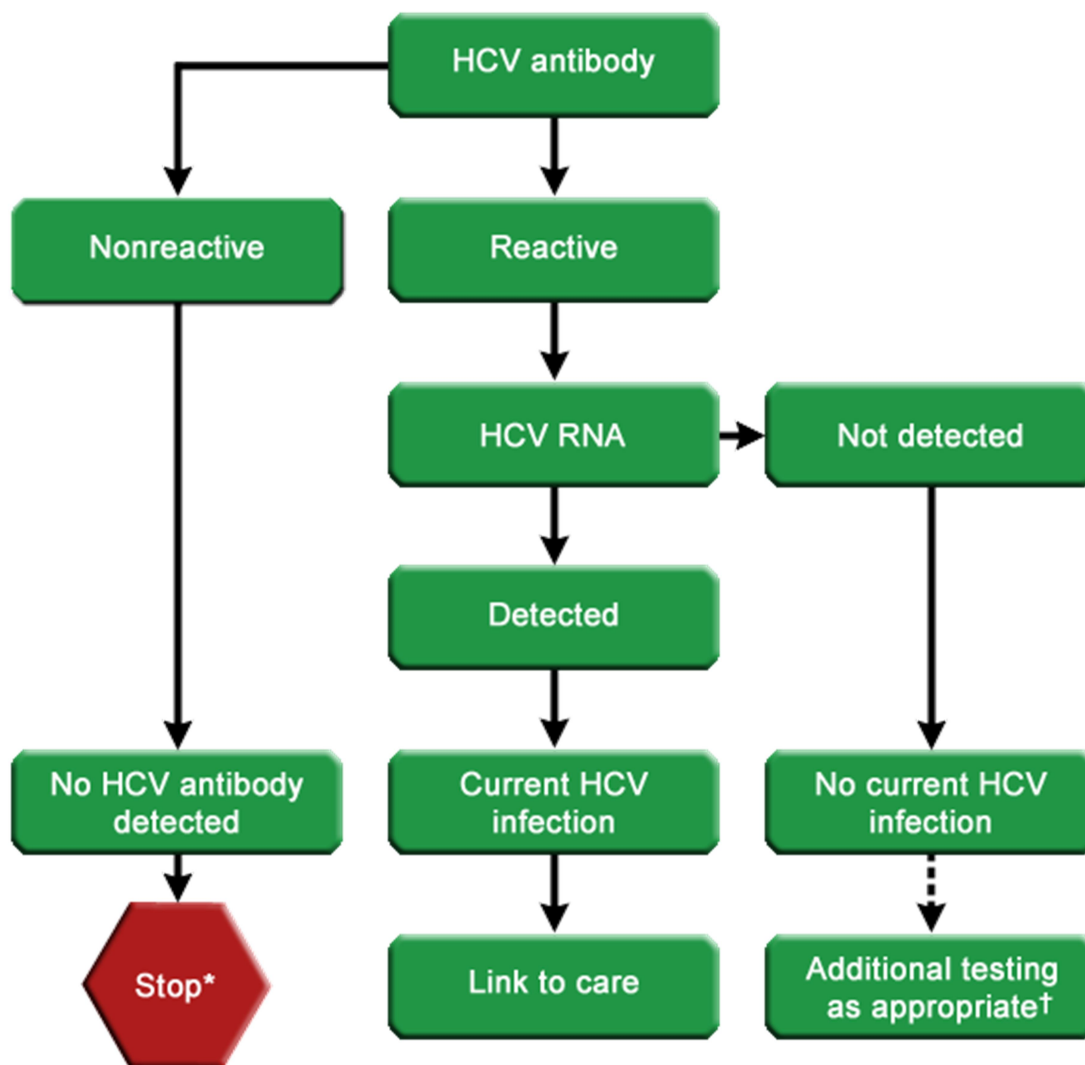 HCV antibody
Nonreactive
Reactive
HCV RNA
Not detected
Detected
No HCV antibody
detected
Current HCV
infection
No current HCV
infection
Stop*
Link to care
Additional testing
as appropriate†